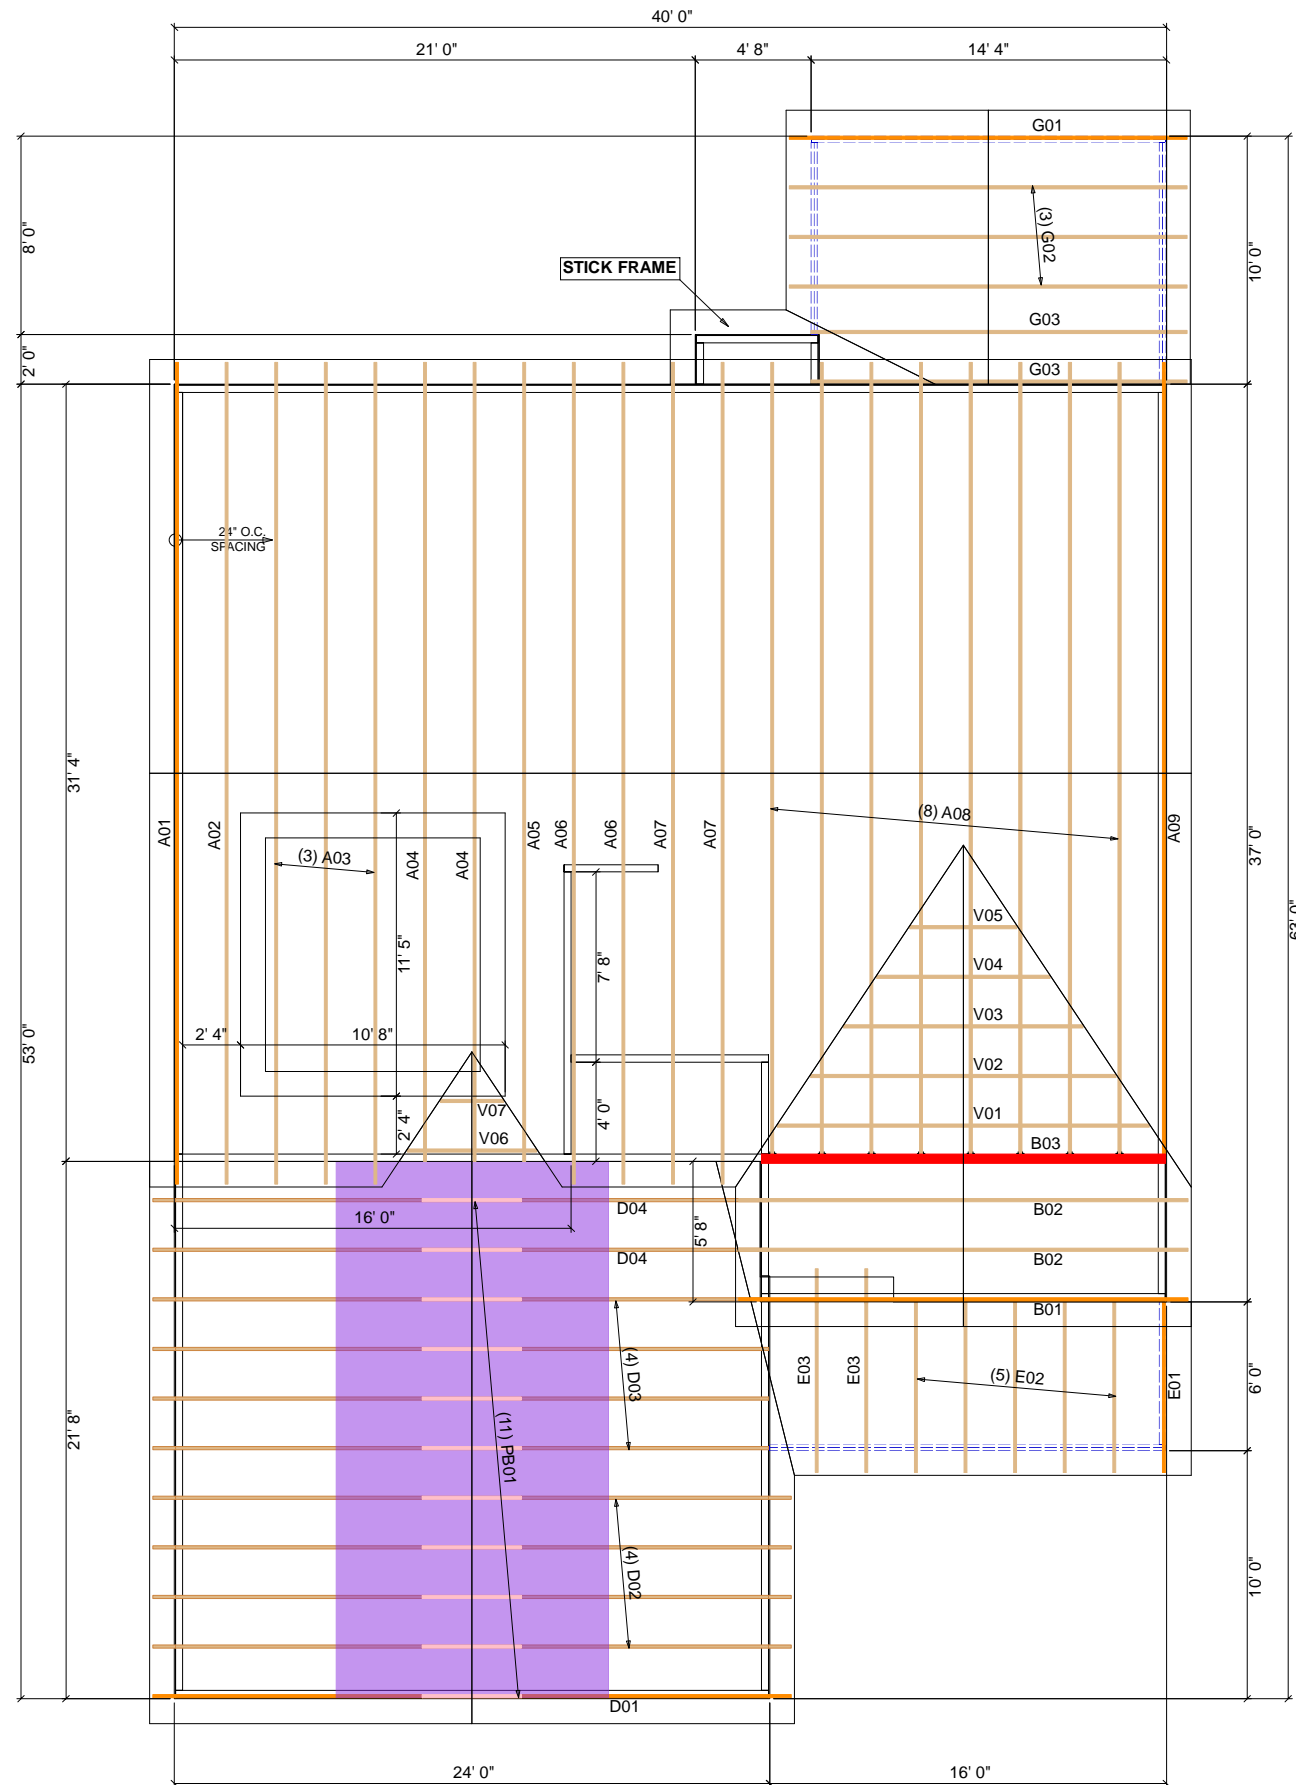 40' 0"
21' 0"
4' 8"
14' 4"
G01
8' 0"
(3) G02
10' 0"
STICK FRAME
G03
2' 0"
G03
24" O.C.
SPACING
31' 4"
A01
A02
(3) A03
A04
A04
A05
A06
A06
A07
A07
(8) A08
A09
37' 0"
63' 0"
V05
11' 5"
7' 8"
V04
V03
53' 0"
2' 4"
10' 8"
V02
V07
2' 4"
4' 0"
V01
V06
B03
D04
B02
16' 0"
5' 8"
D04
B02
B01
(4) D03
E03
E03
(5) E02
E01
6' 0"
21' 8"
(11) PB01
(4) D02
10' 0"
D01
24' 0"
16' 0"